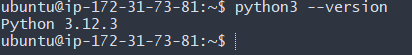 ubuntu@ip-172-31-73-81:~$ python3 --version
Python 3.12.3
ubuntu@ip-172-31-73-81:~$